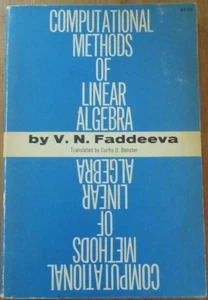 COMPUTATIONAL
METHODS
OF
LINEAR
ALGEBRA
by V. N. Faddeeva
Translated by Curtis D. Benster
ALGEBRA
LINEAR
OF
METHODS
COMPUTATIONAL